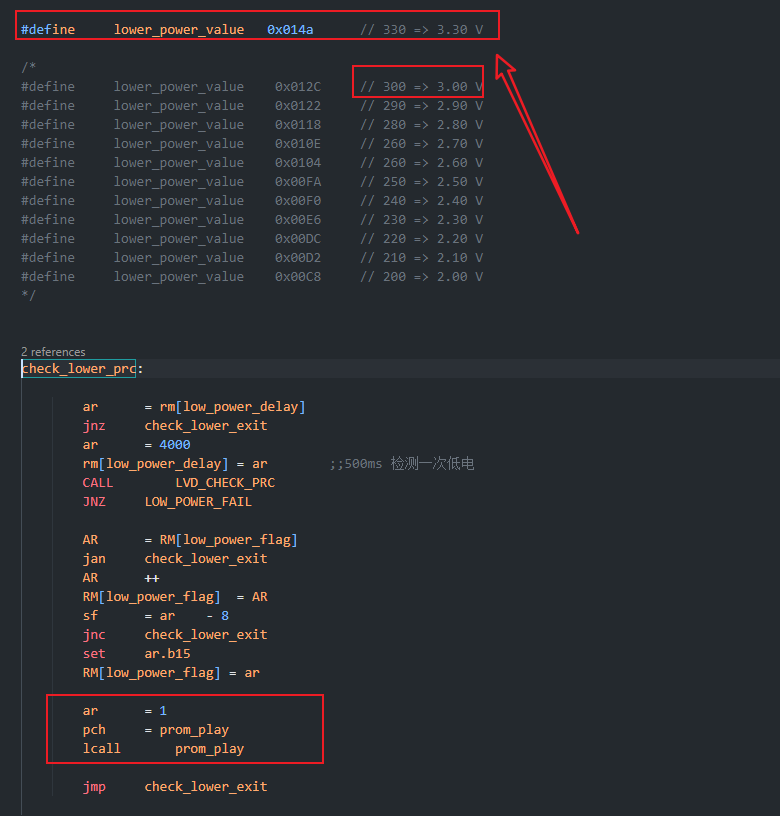 #define     lower_power_value   0x014a      // 330 => 3.30 V
/*
#define     lower_power_value    0x012C     // 300 => 3.00 V
#define     lower_power_value    0x0122     // 290 => 2.90 V
#define     lower_power_value    0x0118     // 280 => 2.80 V
#define     lower_power_value    0x010E     // 260 => 2.70 V
#define     lower_power_value    0x0104     // 260 => 2.60 V
#define     lower_power_value    0x00FA     // 250 => 2.50 V
#define     lower_power_value    0x00F0     // 240 => 2.40 V
#define     lower_power_value    0x00E6     // 230 => 2.30 V
#define     lower_power_value    0x00DC     // 220 => 2.20 V
#define     lower_power_value    0x00D2     // 210 => 2.10 V
#define     lower_power_value    0x00C8     // 200 => 2.00 V
*/
2 references
check_lower_prc:
ar      = rm[low_power_delay]
jnz     check_lower_exit
ar      = 4000
rm[low_power_delay] = ar        ;;500ms 检测一次低电
CALL        LVD_CHECK_PRC
JNZ     LOW_POWER_FAIL
AR      = RM[low_power_flag]
jan     check_lower_exit
AR      ++
RM[low_power_flag]  = AR
sf      = ar    - 8
jnc     check_lower_exit
set     ar.b15
RM[low_power_flag] = ar
ar      = 1
pch     = prom_play
lcall       prom_play
jmp     check_lower_exit